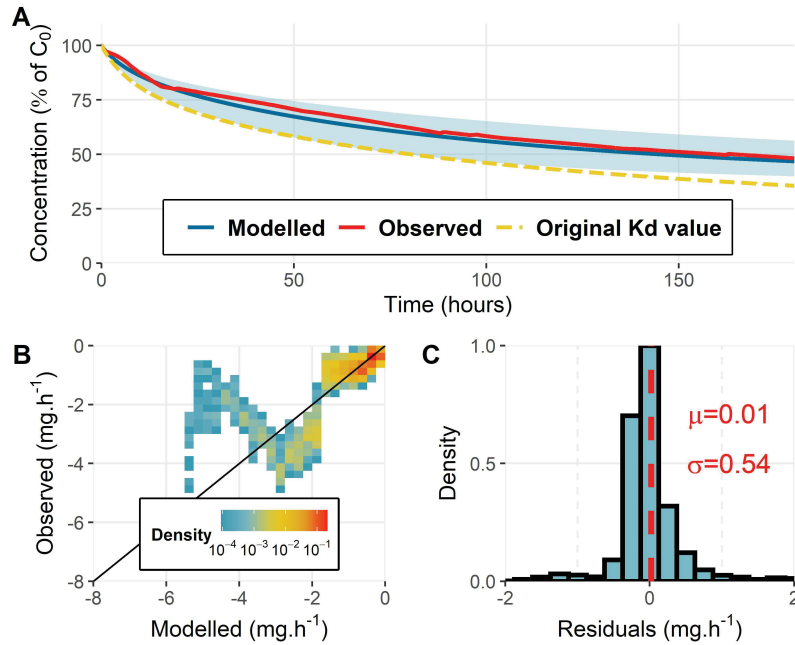 A
Concentration (% of C₀)
100
75
50
25
0
Modelled Observed Original Kd value
0 50 100 150
Time (hours)
B
Observed (mg.h⁻¹)
0
-2
-4
-6
-8
Density
10⁻⁴ 10⁻³ 10⁻² 10⁻¹
-8 -6 -4 -2 0
Modelled (mg.h⁻¹)
C
Density
1.0
0.5
0.0
μ=0.01
σ=0.54
-2 0 2
Residuals (mg.h⁻¹)